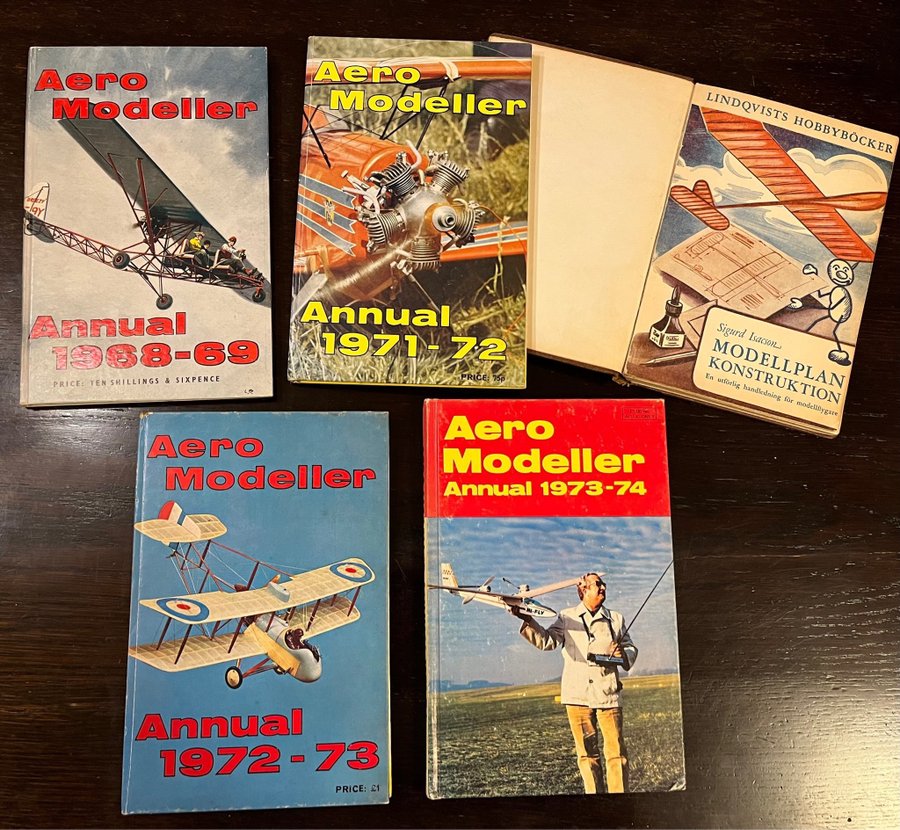 Aero
Modeller
Annual
1968-69
PRICE: TEN SHILLINGS & SIXPENCE
Aero
Modeller
Annual
1971-72
PRICE: 75p
LINDQVISTS HOBBYBÖCKER
Sigurd Isacson
MODELLPLAN
KONSTRUKTION
En utförlig handledning för modellflygare
Aero
Modeller
Annual
1972-73
PRICE: £1
Aero
Modeller
Annual 1973-74
HI-FLY